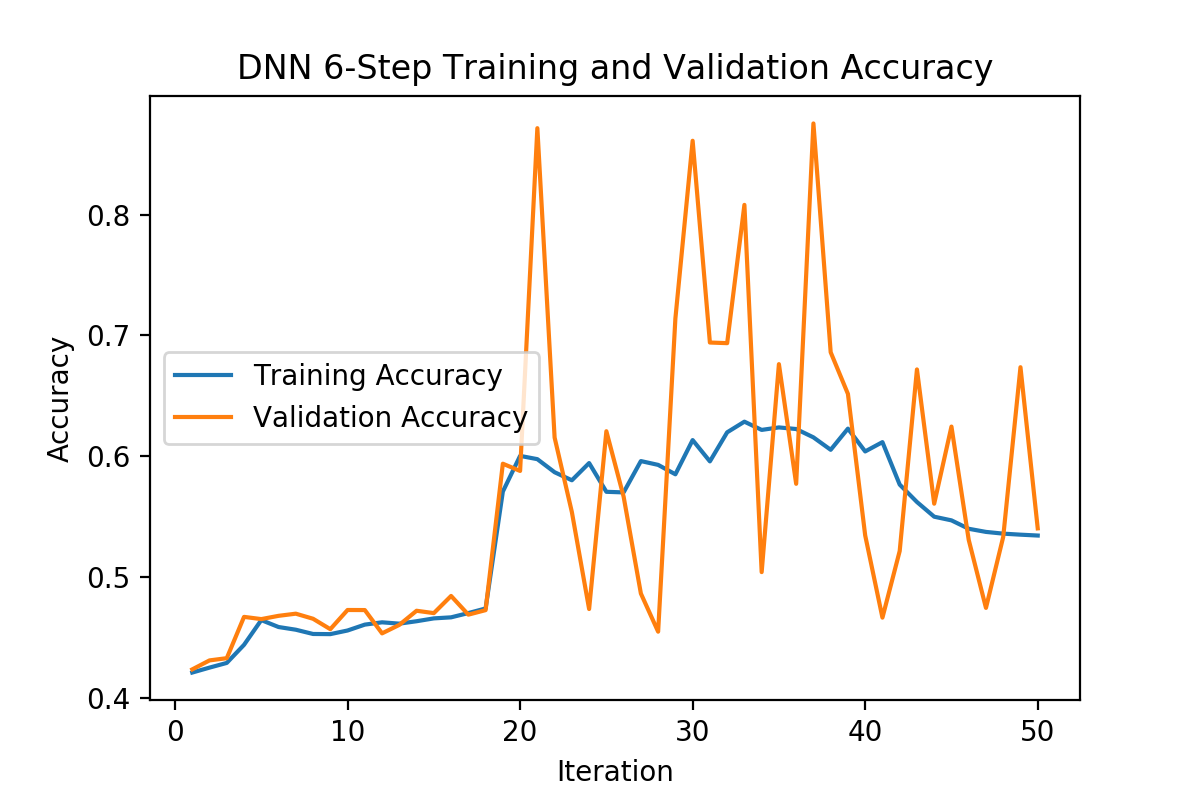 DNN 6-Step Training and Validation Accuracy
Accuracy
0.8
0.7
0.6
0.5
0.4
Training Accuracy
Validation Accuracy
0 10 20 30 40 50
Iteration